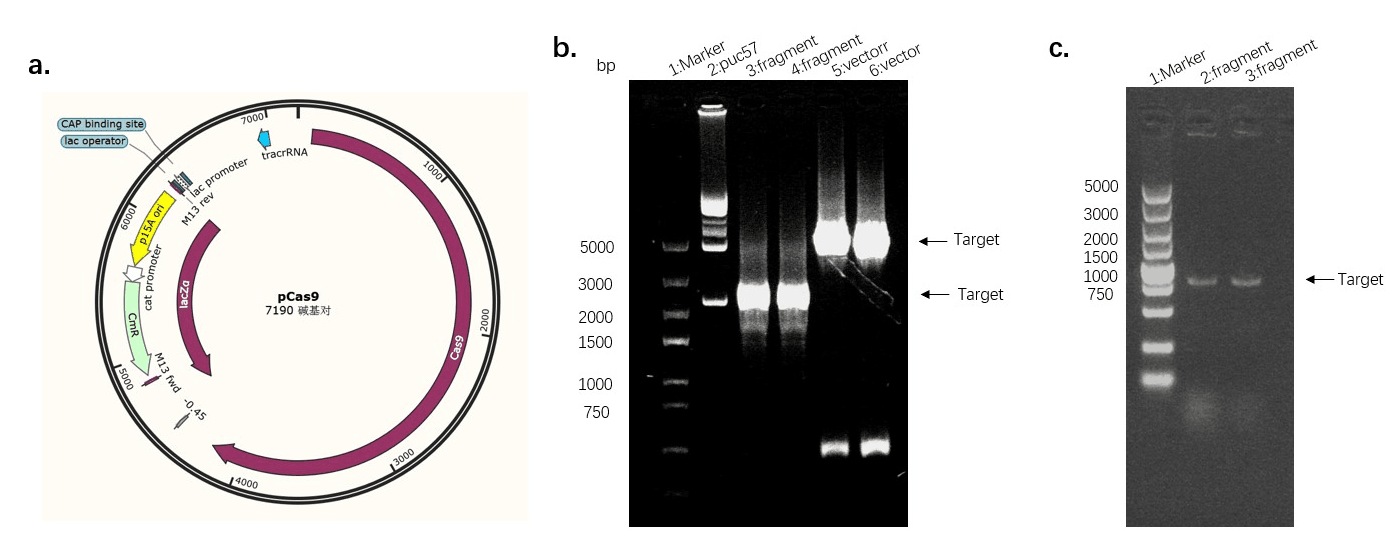 a.
CAP binding site
lac operator
7000
tracrRNA
lac promoter
M13 rev
1000
6000
p15A ori
cat promoter
lacZα
CmR
pCas9
7190 碱基对
2000
Cas9
5000
M13 fwd
-0.45
3000
4000
b.
bp
1:Marker
2:puc57
3:fragment
4:fragment
5:vectorr
6:vector
5000
3000
2000
1500
1000
750
Target
Target
c.
1:Marker
2:fragment
3:fragment
5000
3000
2000
1500
1000
750
Target